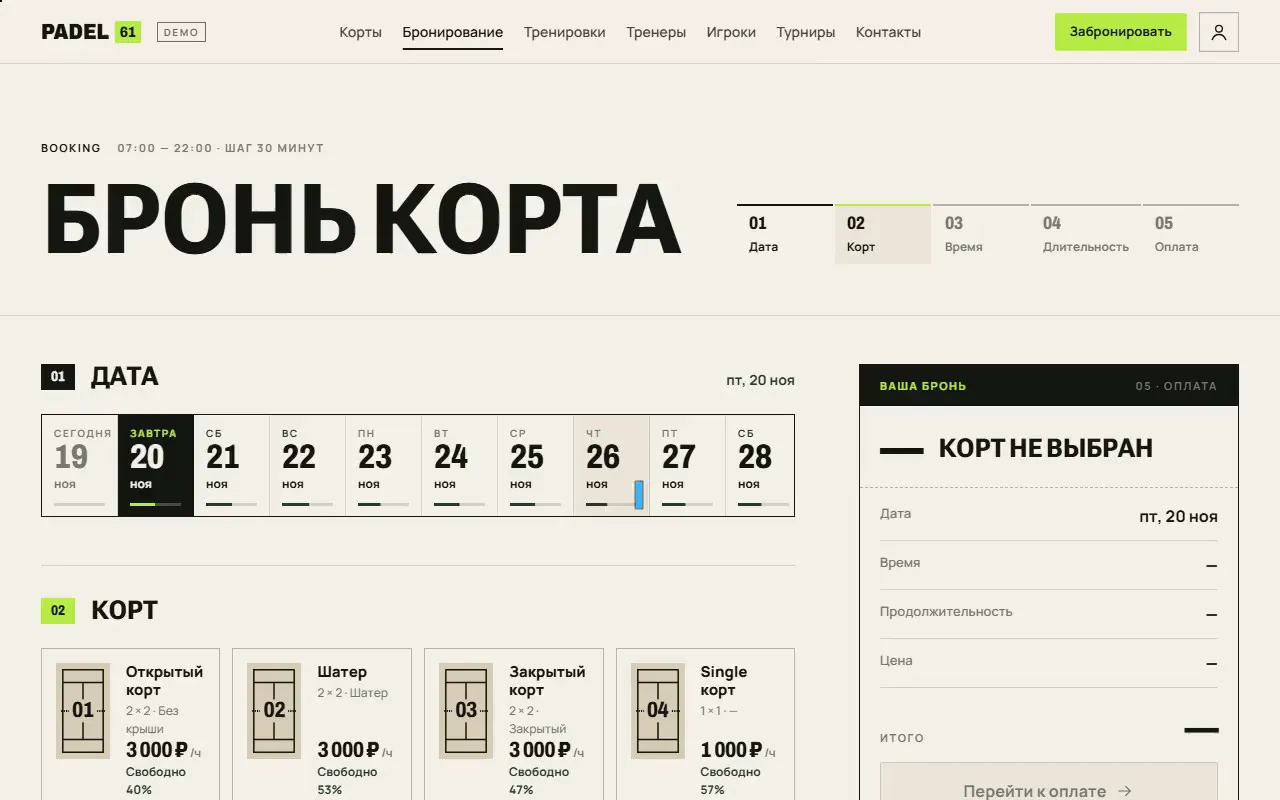 PADEL 61 DEMO
Корты Бронирование Тренировки Тренеры Игроки Турниры Контакты
Забронировать
BOOKING 07:00 — 22:00 · ШАГ 30 МИНУТ
БРОНЬ КОРТА
01 Дата
02 Корт
03 Время
04 Длительность
05 Оплата
01 ДАТА
пт, 20 ноя
СЕГОДНЯ 19 ноя
ЗАВТРА 20 ноя
СБ 21 ноя
ВС 22 ноя
ПН 23 ноя
ВТ 24 ноя
СР 25 ноя
ЧТ 26 ноя
ПТ 27 ноя
СБ 28 ноя
02 КОРТ
01
Открытый
корт
2 × 2 · Без
крыши
3 000 ₽ /ч
Свободно
40%
02
Шатер
2 × 2 · Шатер
3 000 ₽ /ч
Свободно
53%
03
Закрытый
корт
2 × 2 ·
Закрытый
3 000 ₽ /ч
Свободно
47%
04
Single
корт
1 × 1 · —
1 000 ₽ /ч
Свободно
57%
ВАША БРОНЬ 05 · ОПЛАТА
— КОРТ НЕ ВЫБРАН
Дата пт, 20 ноя
Время —
Продолжительность —
Цена —
ИТОГО —
Перейти к оплате →